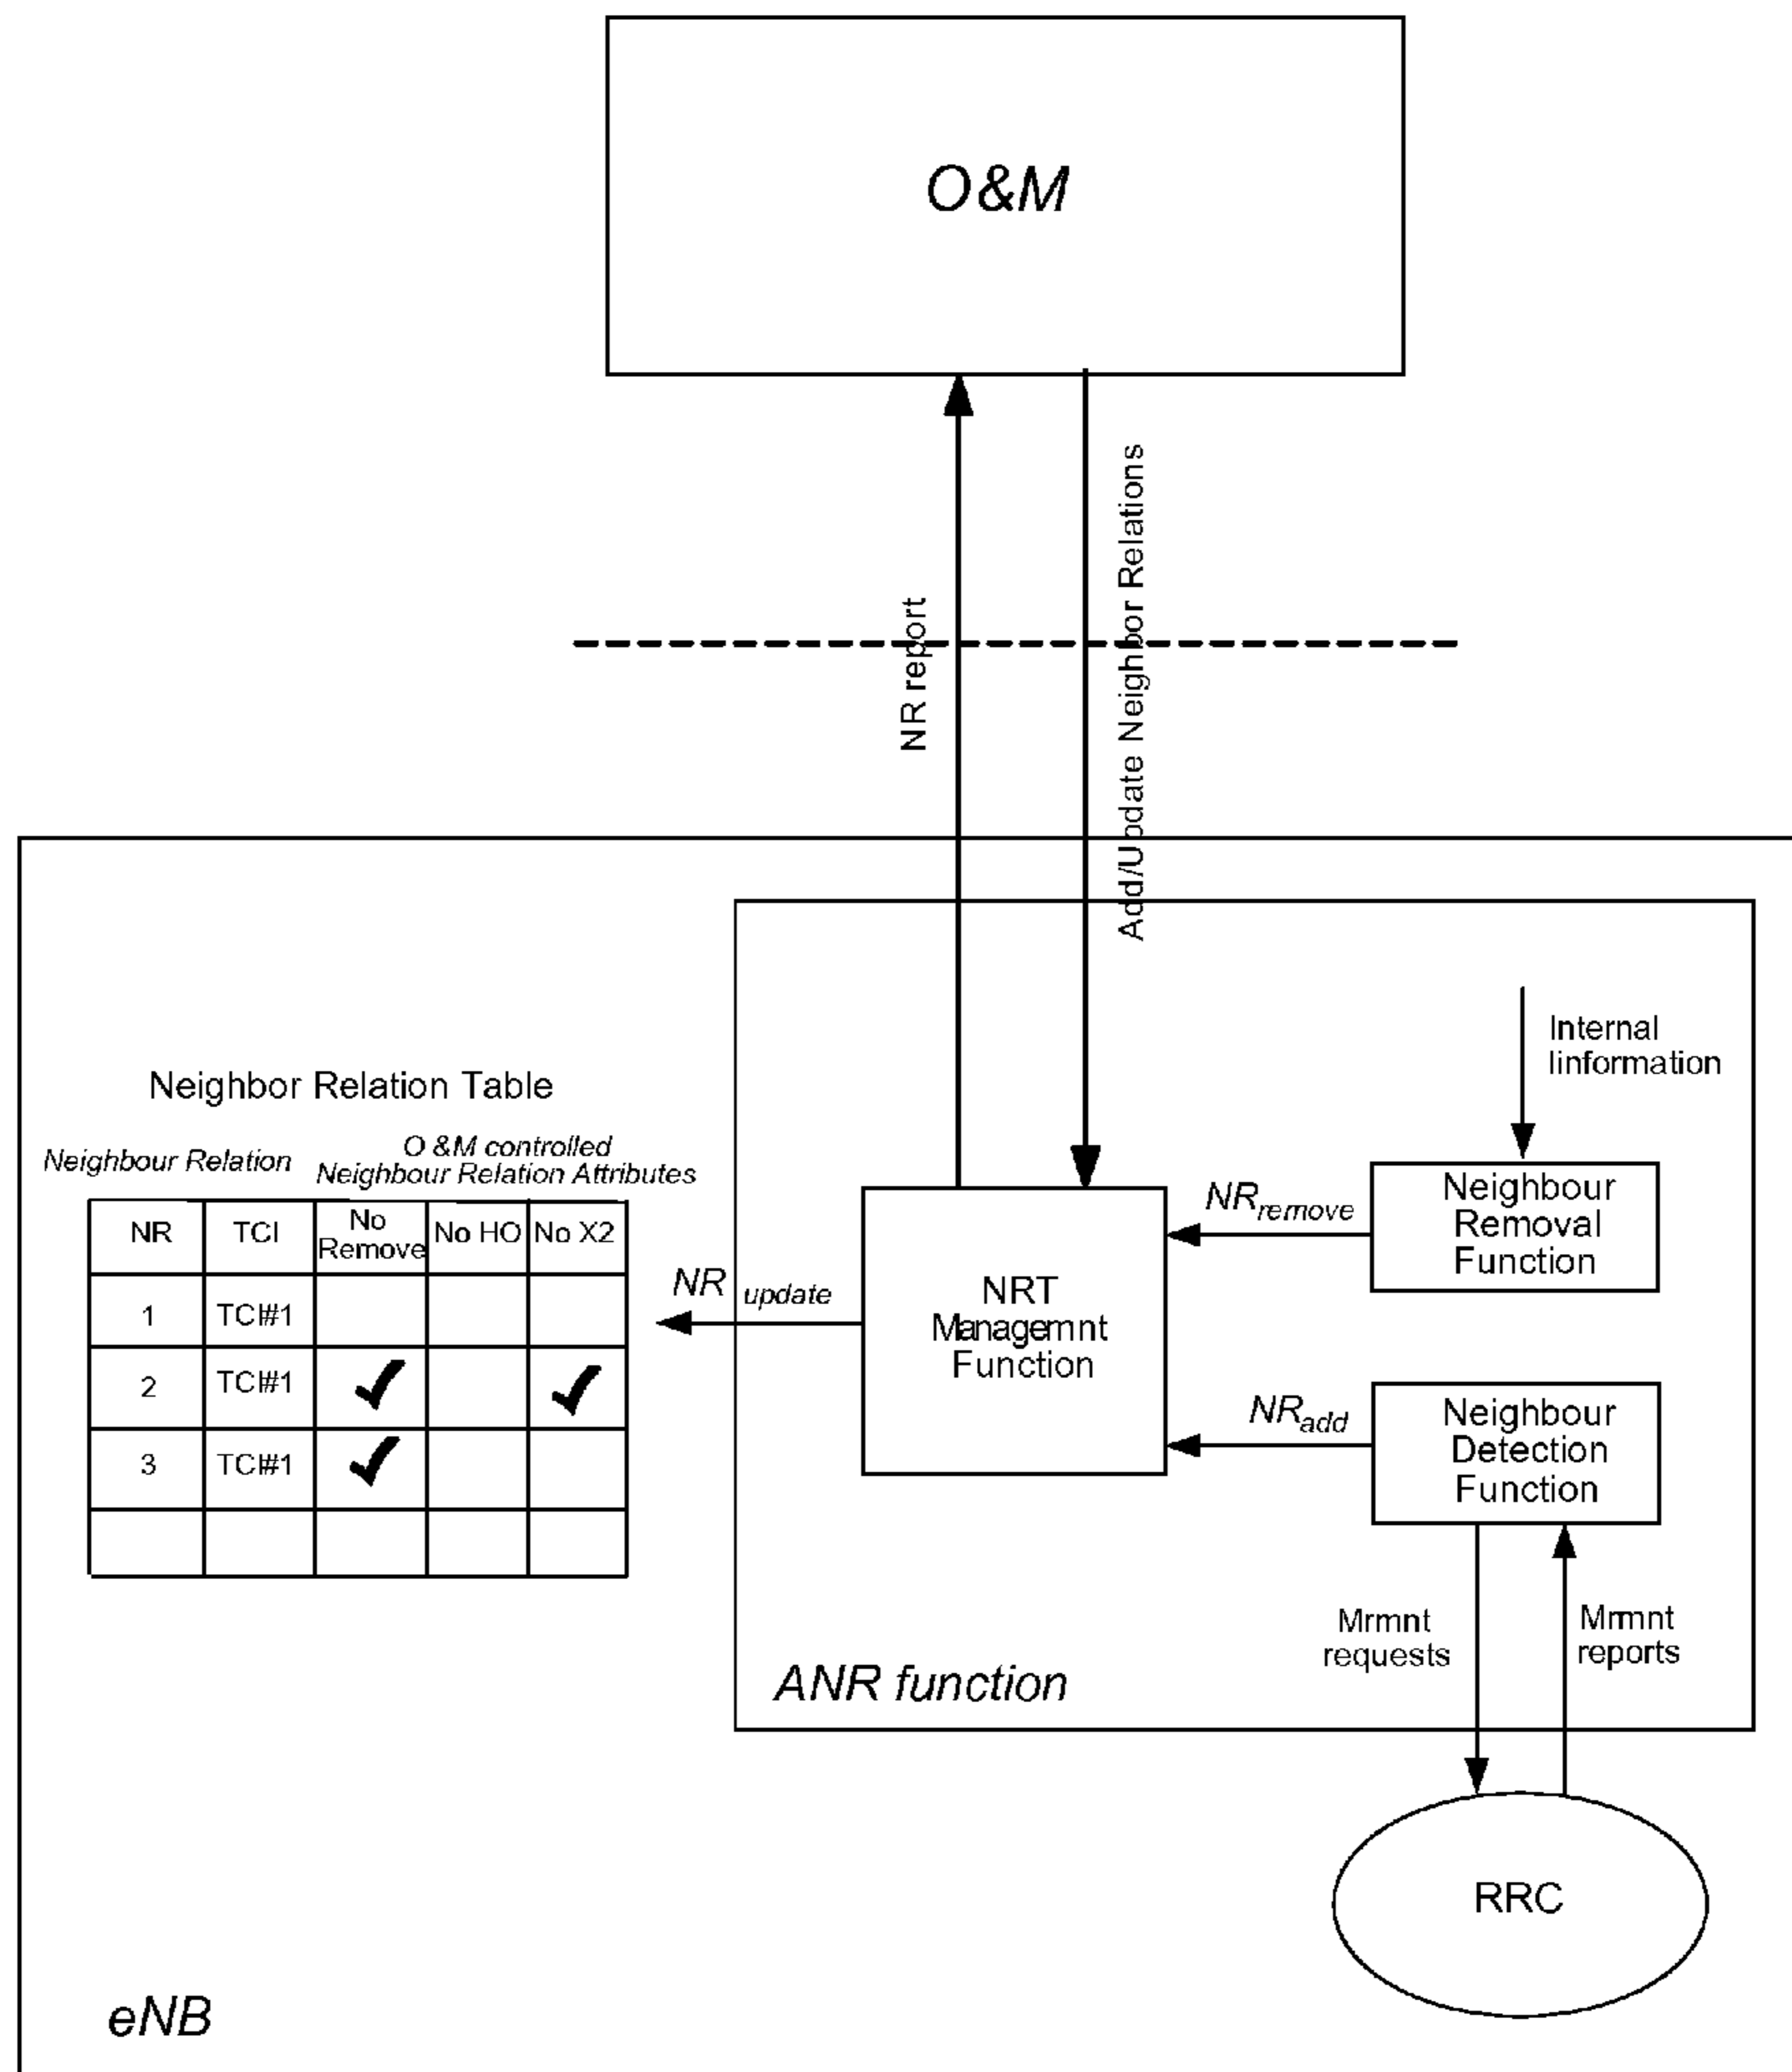 O&M
NR report
Add/Update Neighbor Relations
Internal
linformation
Neighbor Relation Table
Neighbour Relation
O &M controlled
Neighbour Relation Attributes
NR TCI No Remove No HO No X2
1 TCI#1
2 TCI#1 ✓ ✓
3 TCI#1 ✓
NR update
NRT
Managemnt
Function
NRremove
Neighbour
Removal
Function
NRadd
Neighbour
Detection
Function
Mrmnt
requests
Mrmnt
reports
ANR function
RRC
eNB